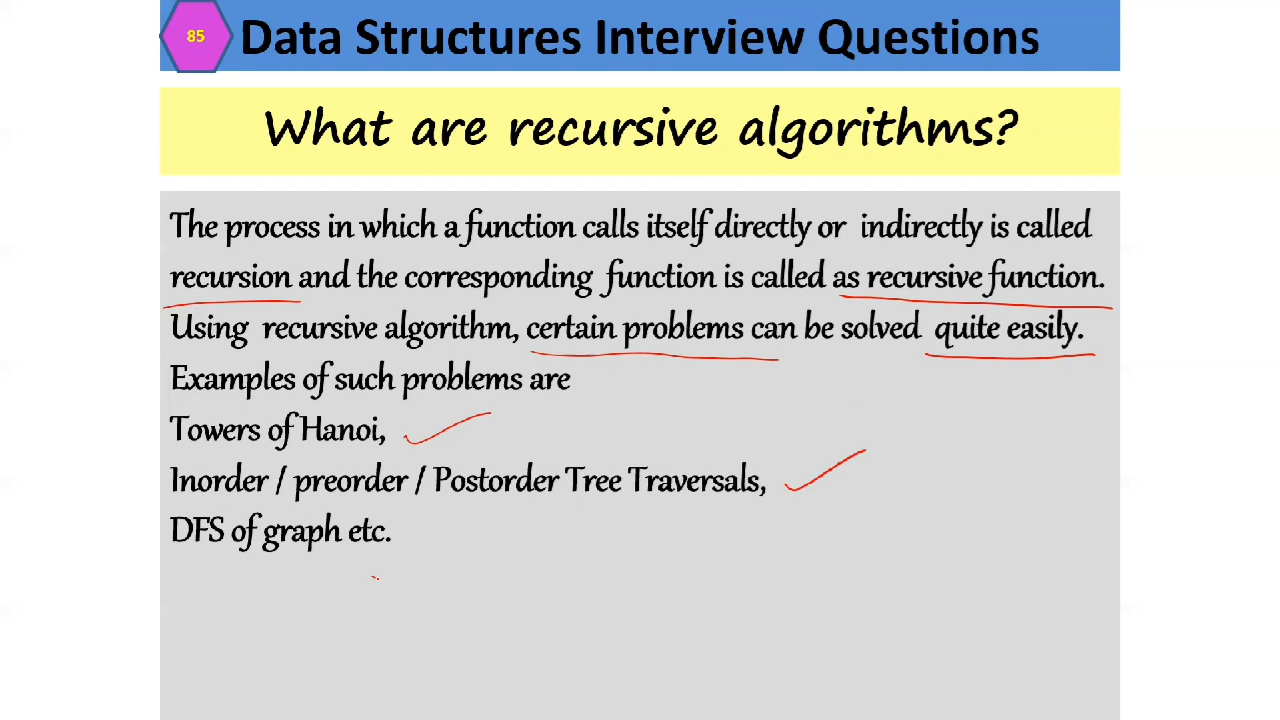 85
Data Structures Interview Questions
What are recursive algorithms?
The process in which a function calls itself directly or indirectly is called
recursion and the corresponding function is called as recursive function.
Using recursive algorithm, certain problems can be solved quite easily.
Examples of such problems are
Towers of Hanoi,
Inorder / preorder / Postorder Tree Traversals,
DFS of graph etc.